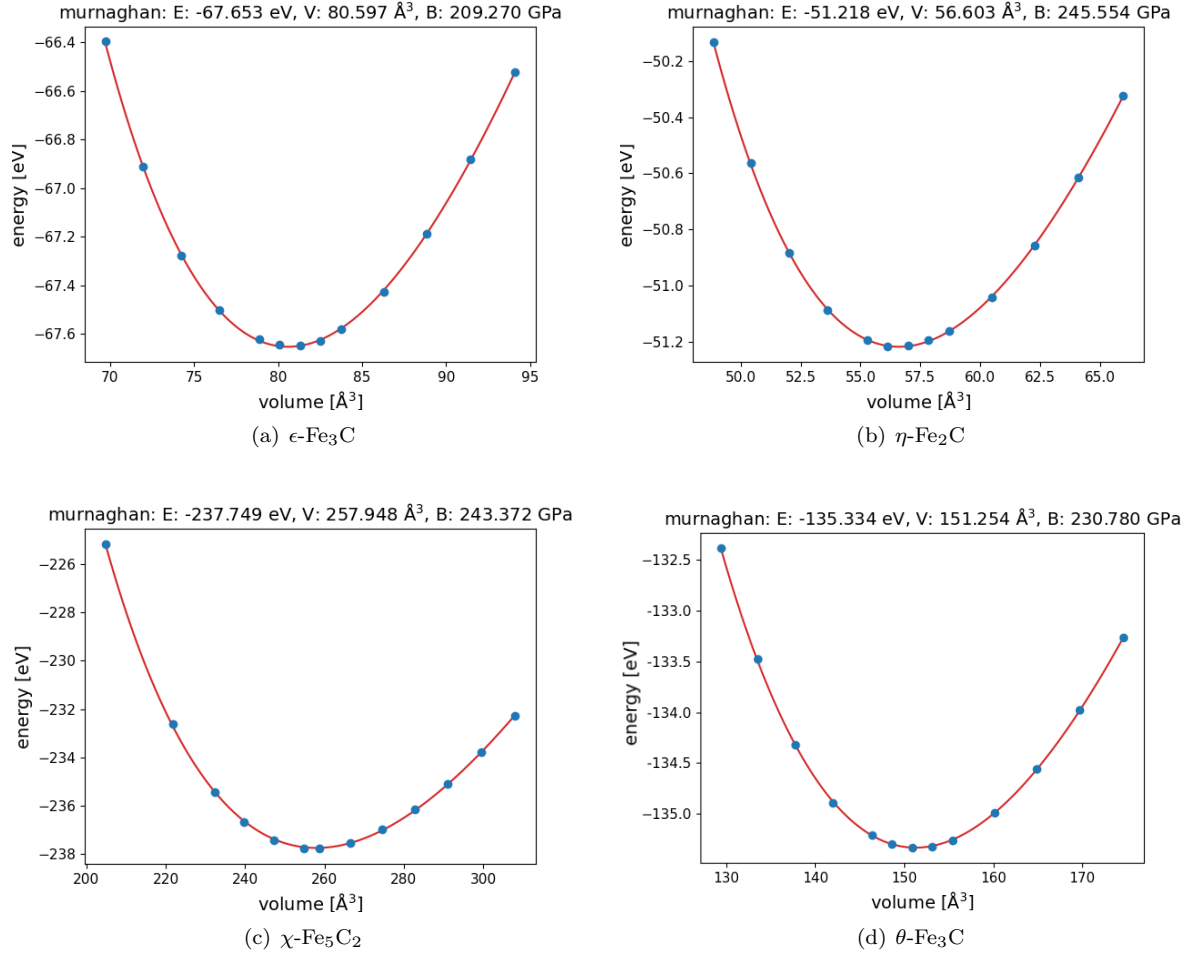 murnaghan: E: -67.653 eV, V: 80.597 Å³, B: 209.270 GPa
−66.4
−66.6
−66.8
−67.0
−67.2
−67.4
−67.6
energy [eV]
70 75 80 85 90 95
volume [Å³]
(a) ϵ-Fe₃C
murnaghan: E: -51.218 eV, V: 56.603 Å³, B: 245.554 GPa
−50.2
−50.4
−50.6
−50.8
−51.0
−51.2
energy [eV]
50.0 52.5 55.0 57.5 60.0 62.5 65.0
volume [Å³]
(b) η-Fe₂C
murnaghan: E: -237.749 eV, V: 257.948 Å³, B: 243.372 GPa
−226
−228
−230
−232
−234
−236
−238
energy [eV]
200 220 240 260 280 300
volume [Å³]
(c) χ-Fe₅C₂
murnaghan: E: -135.334 eV, V: 151.254 Å³, B: 230.780 GPa
−132.5
−133.0
−133.5
-134.0
-134.5
−135.0
energy [eV]
130 140 150 160 170
volume [Å³]
(d) θ-Fe₃C